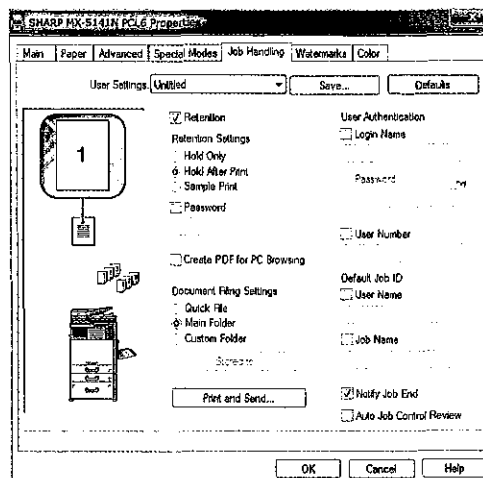 SHARP MX-5141N PCL6 Properties
Main Paper Advanced Special Modes Job Handling Watermarks Color
User Settings: Untitled Save... Defaults
1
Retention
Retention Settings
Hold Only
Hold After Print
Sample Print
Password
Create PDF for PC Browsing
Document Filing Settings
Quick File
Main Folder
Custom Folder
Stored to
Print and Send...
User Authentication
Login Name
Password
User Number
Default Job ID
User Name
Job Name
Notify Job End
Auto Job Control Review
OK Cancel Help